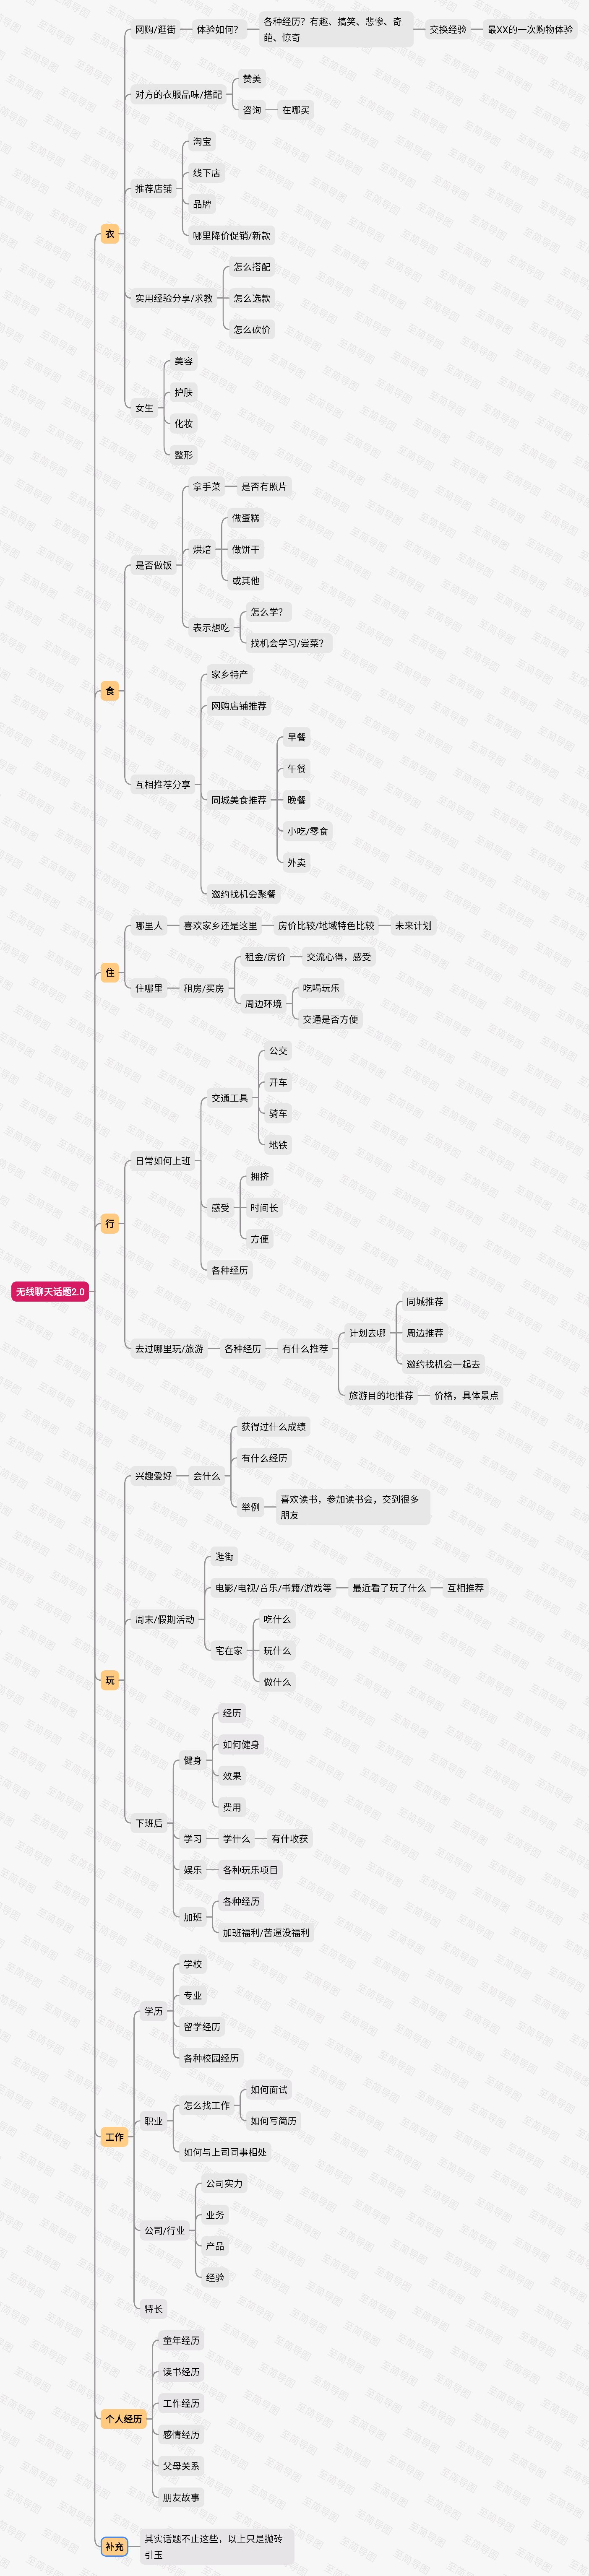 网购/逛街
体验如何？
各种经历？有趣、搞笑、悲惨、奇
葩、惊奇
交换经验
最XX的一次购物体验
对方的衣服品味/搭配
赞美
咨询
在哪买
推荐店铺
淘宝
线下店
品牌
哪里降价促销/新款
衣
实用经验分享/求教
怎么搭配
怎么选款
怎么砍价
女生
美容
护肤
化妆
整形
是否做饭
拿手菜
是否有照片
烘焙
做蛋糕
做饼干
或其他
表示想吃
怎么学？
找机会学习/尝菜？
食
互相推荐分享
家乡特产
网购店铺推荐
同城美食推荐
早餐
午餐
晚餐
小吃/零食
外卖
邀约找机会聚餐
住
哪里人
喜欢家乡还是这里
房价比较/地域特色比较
未来计划
住哪里
租房/买房
租金/房价
交流心得，感受
周边环境
吃喝玩乐
交通是否方便
行
日常如何上班
交通工具
公交
开车
骑车
地铁
感受
拥挤
时间长
方便
各种经历
无线聊天话题2.0
去过哪里玩/旅游
各种经历
有什么推荐
计划去哪
同城推荐
周边推荐
邀约找机会一起去
旅游目的地推荐
价格，具体景点
兴趣爱好
会什么
获得过什么成绩
有什么经历
举例
喜欢读书，参加读书会，交到很多
朋友
周末/假期活动
逛街
电影/电视/音乐/书籍/游戏等
最近看了玩了什么
互相推荐
宅在家
吃什么
玩什么
做什么
玩
下班后
健身
经历
如何健身
效果
费用
学习
学什么
有什收获
娱乐
各种玩乐项目
加班
各种经历
加班福利/苦逼没福利
学历
学校
专业
留学经历
各种校园经历
工作
职业
怎么找工作
如何面试
如何写简历
如何与上司同事相处
公司/行业
公司实力
业务
产品
经验
特长
个人经历
童年经历
读书经历
工作经历
感情经历
父母关系
朋友故事
补充
其实话题不止这些，以上只是抛砖
引玉
至简导图